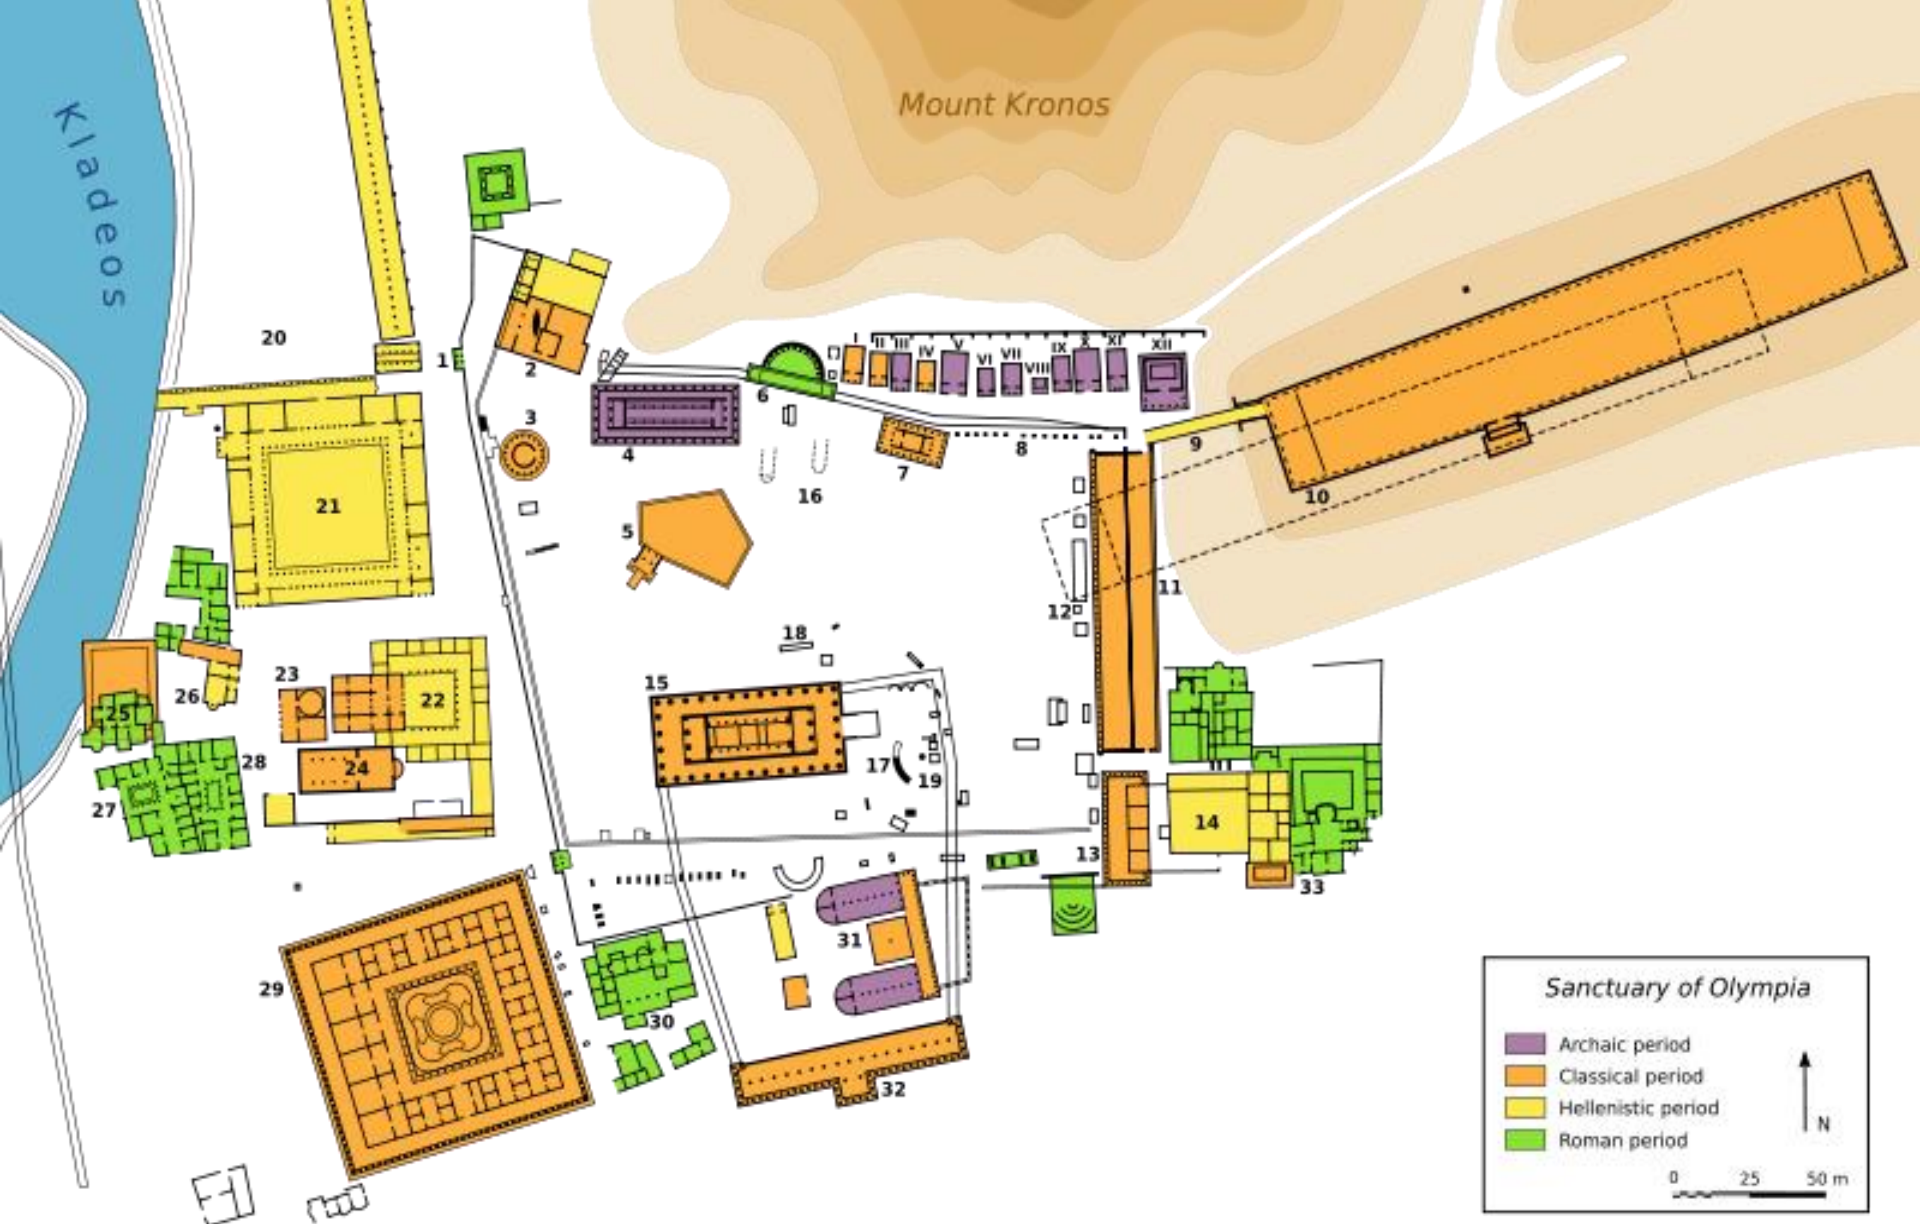 Mount Kronos
Kladeos
I
II
III
IV
V
VI
VII
VIII
IX
X
XI
XII
1
2
3
4
5
6
7
8
9
10
11
12
13
14
15
16
17
18
19
20
21
22
23
24
25
26
27
28
29
30
31
32
33
Sanctuary of Olympia
Archaic period
Classical period
Hellenistic period
Roman period
N
0 25 50 m